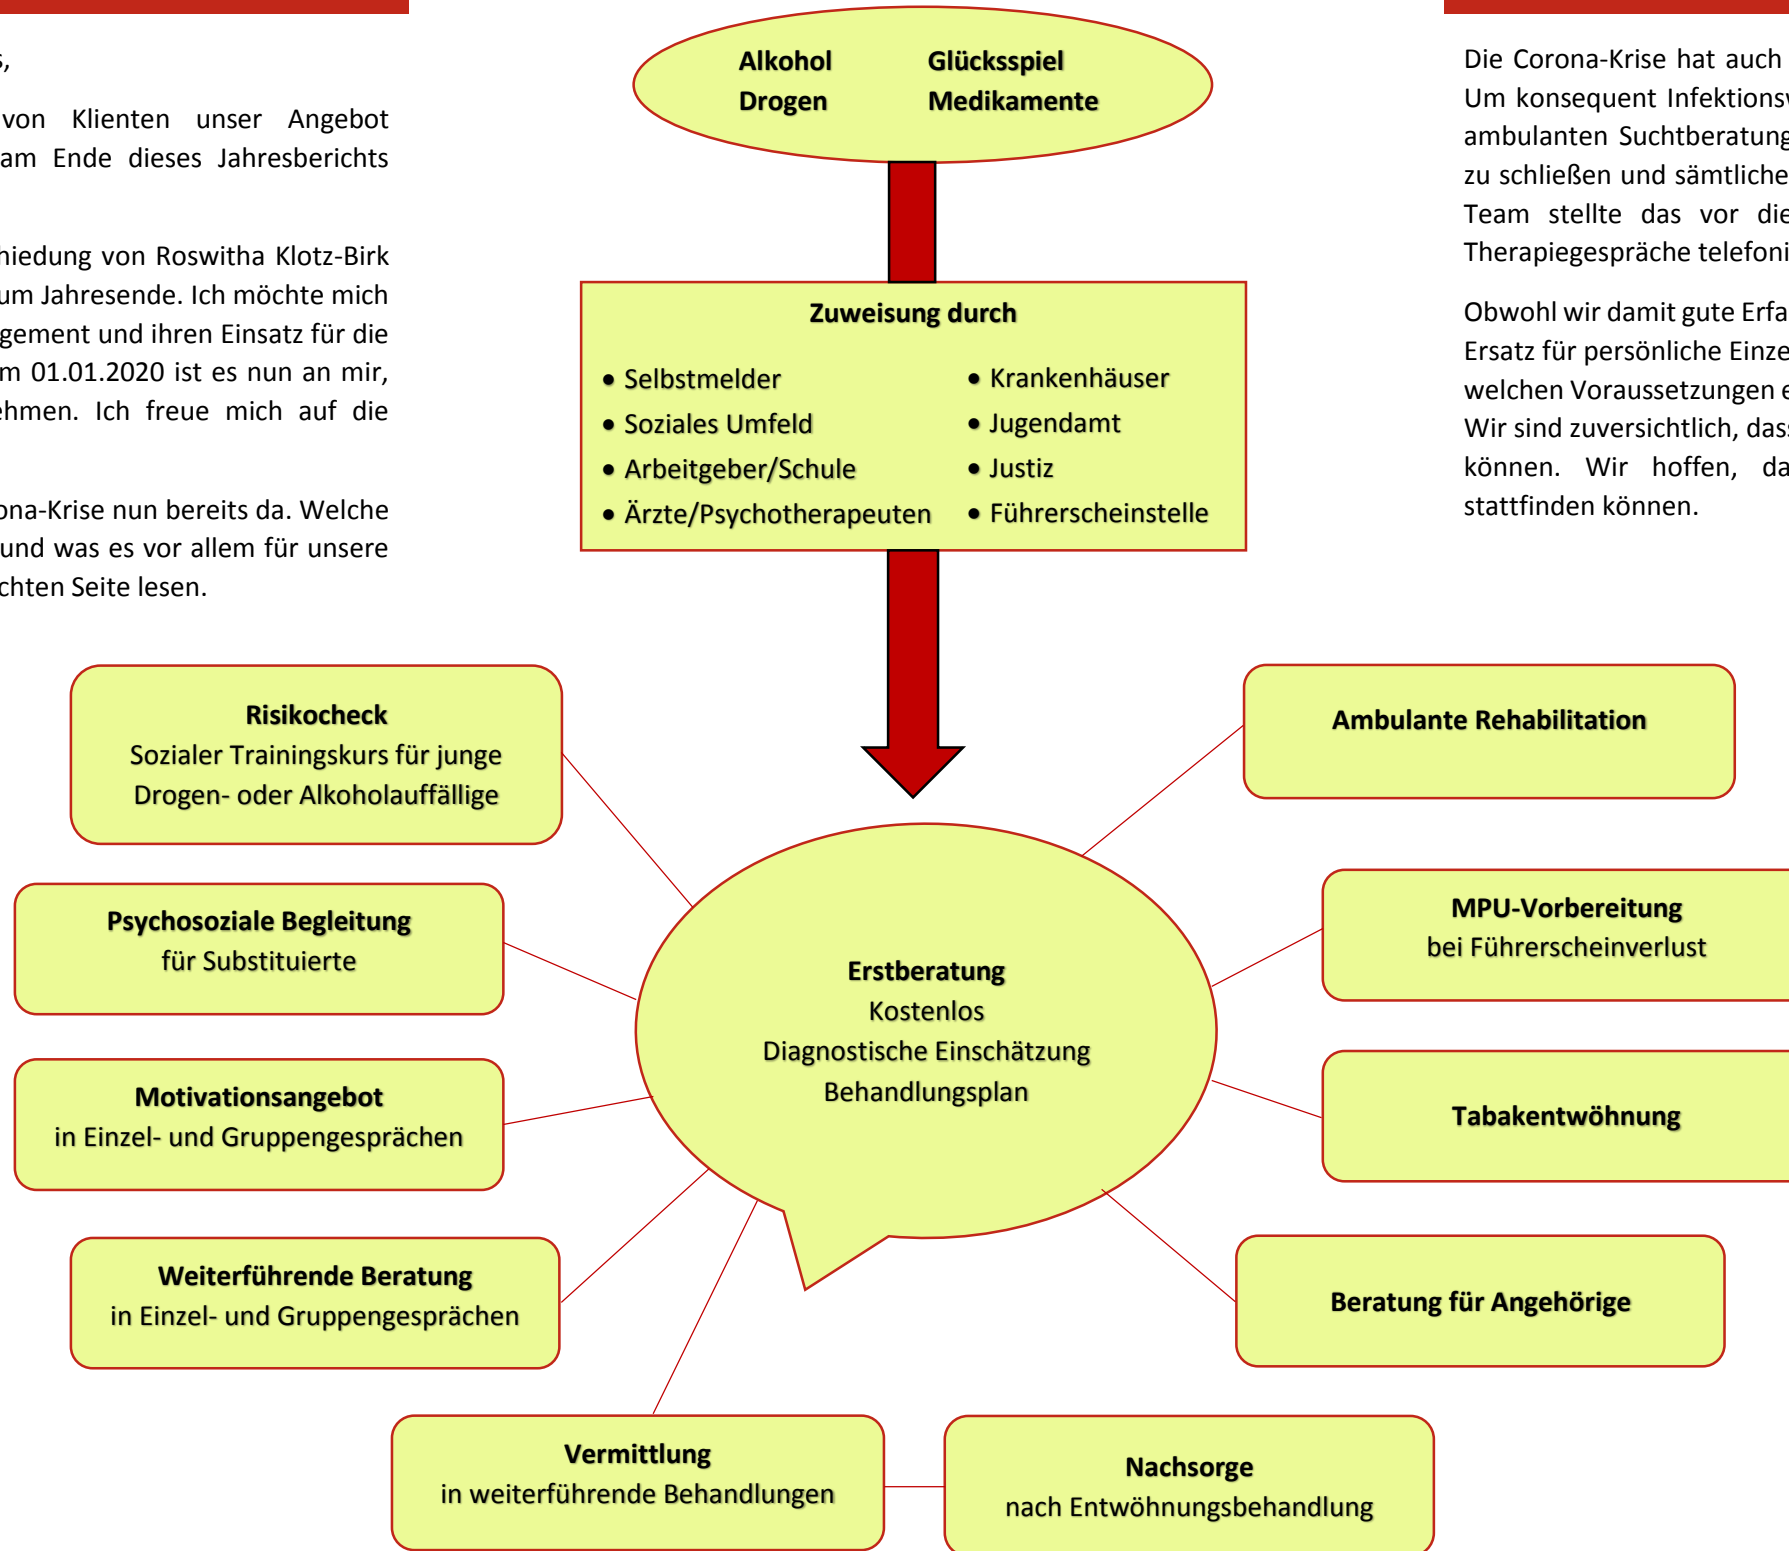 s,
von Klienten unser Angebot
am Ende dieses Jahresberichts
hiedung von Roswitha Klotz-Birk
um Jahresende. Ich möchte mich
gement und ihren Einsatz für die
m 01.01.2020 ist es nun an mir,
ehmen. Ich freue mich auf die
ona-Krise nun bereits da. Welche
und was es vor allem für unsere
chten Seite lesen.
Alkohol Glücksspiel
Drogen Medikamente
Zuweisung durch
• Selbstmelder
• Soziales Umfeld
• Arbeitgeber/Schule
• Ärzte/Psychotherapeuten
• Krankenhäuser
• Jugendamt
• Justiz
• Führerscheinstelle
Die Corona-Krise hat auch
Um konsequent Infektionsv
ambulanten Suchtberatung
zu schließen und sämtliche
Team stellte das vor die
Therapiegespräche telefoni
Obwohl wir damit gute Erfa
Ersatz für persönliche Einze
welchen Voraussetzungen e
Wir sind zuversichtlich, dass
können. Wir hoffen, da
stattfinden können.
Risikocheck
Sozialer Trainingskurs für junge
Drogen- oder Alkoholauffällige
Psychosoziale Begleitung
für Substituierte
Motivationsangebot
in Einzel- und Gruppengesprächen
Weiterführende Beratung
in Einzel- und Gruppengesprächen
Erstberatung
Kostenlos
Diagnostische Einschätzung
Behandlungsplan
Ambulante Rehabilitation
MPU-Vorbereitung
bei Führerscheinverlust
Tabakentwöhnung
Beratung für Angehörige
Vermittlung
in weiterführende Behandlungen
Nachsorge
nach Entwöhnungsbehandlung